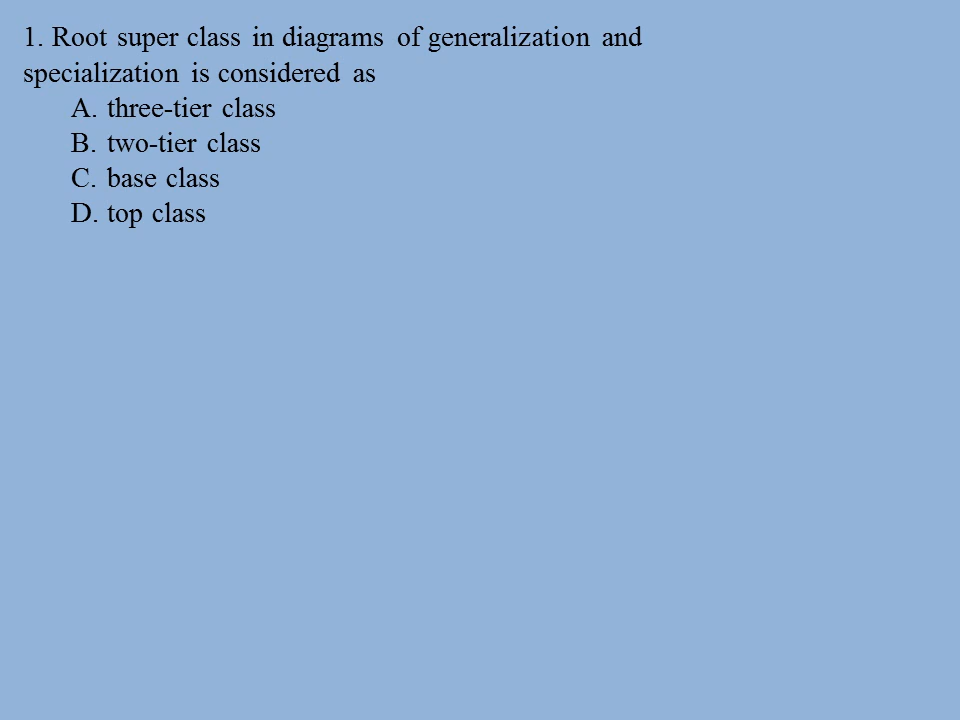 1. Root super class in diagrams of generalization and
specialization is considered as
A. three-tier class
B. two-tier class
C. base class
D. top class